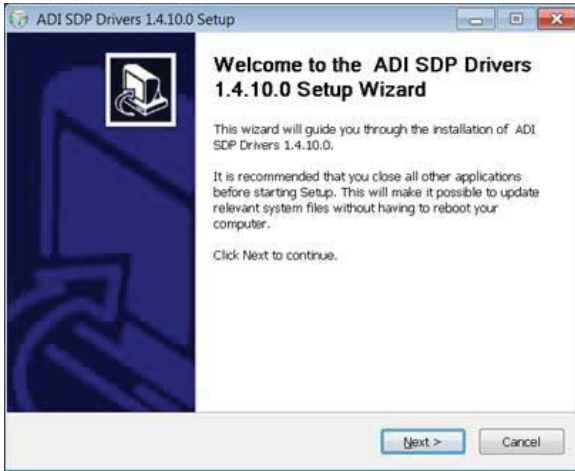 ADI SDP Drivers 1.4.10.0 Setup
Welcome to the ADI SDP Drivers
1.4.10.0 Setup Wizard
This wizard will guide you through the installation of ADI
SDP Drivers 1.4.10.0.
It is recommended that you close all other applications
before starting Setup. This will make it possible to update
relevant system files without having to reboot your
computer.
Click Next to continue.
Next >
Cancel